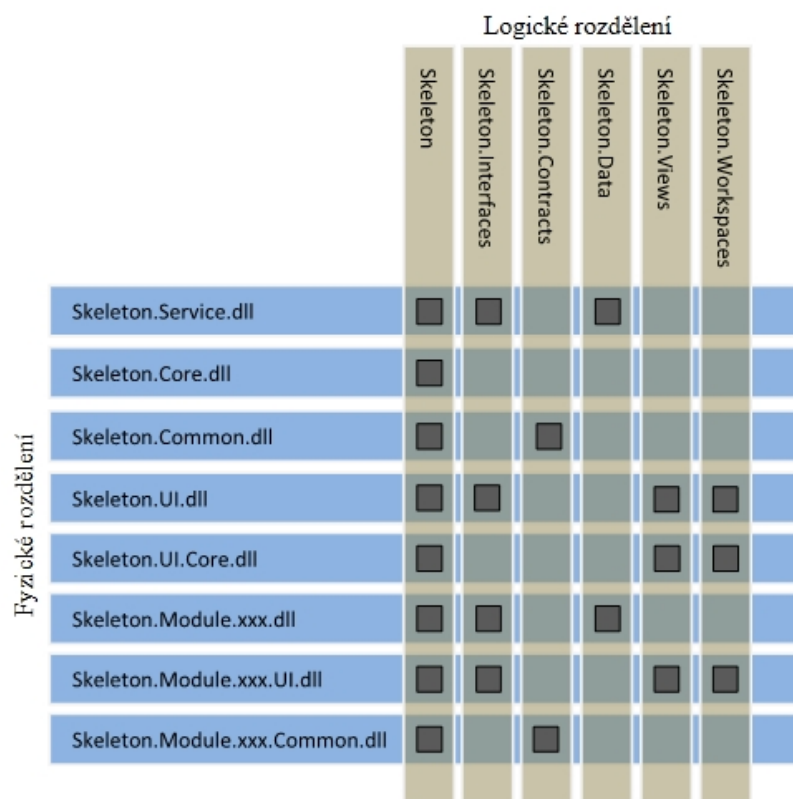 Logické rozdělení
Skeleton
Skeleton.Interfaces
Skeleton.Contracts
Skeleton.Data
Skeleton.Views
Skeleton.Workspaces
Fyzické rozdělení
Skeleton.Service.dll
Skeleton.Core.dll
Skeleton.Common.dll
Skeleton.UI.dll
Skeleton.UI.Core.dll
Skeleton.Module.xxx.dll
Skeleton.Module.xxx.UI.dll
Skeleton.Module.xxx.Common.dll